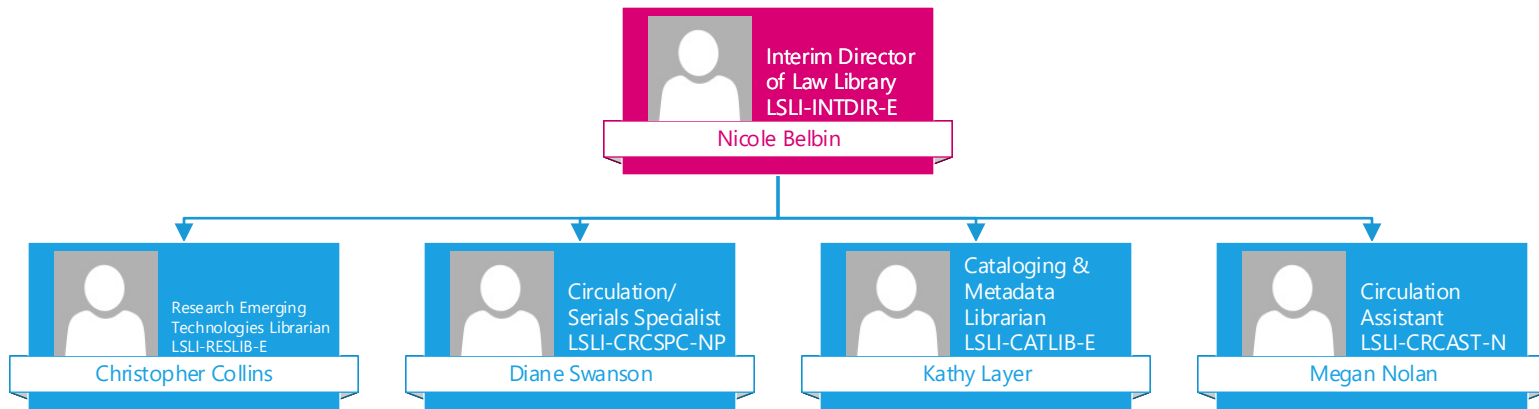 Interim Director
of Law Library
LSLI-INTDIR-E
Nicole Belbin
Research Emerging
Technologies Librarian
LSLI-RESLIB-E
Christopher Collins
Circulation/
Serials Specialist
LSLI-CRCSPC-NP
Diane Swanson
Cataloging &
Metadata
Librarian
LSLI-CATLIB-E
Kathy Layer
Circulation
Assistant
LSLI-CRCAST-N
Megan Nolan